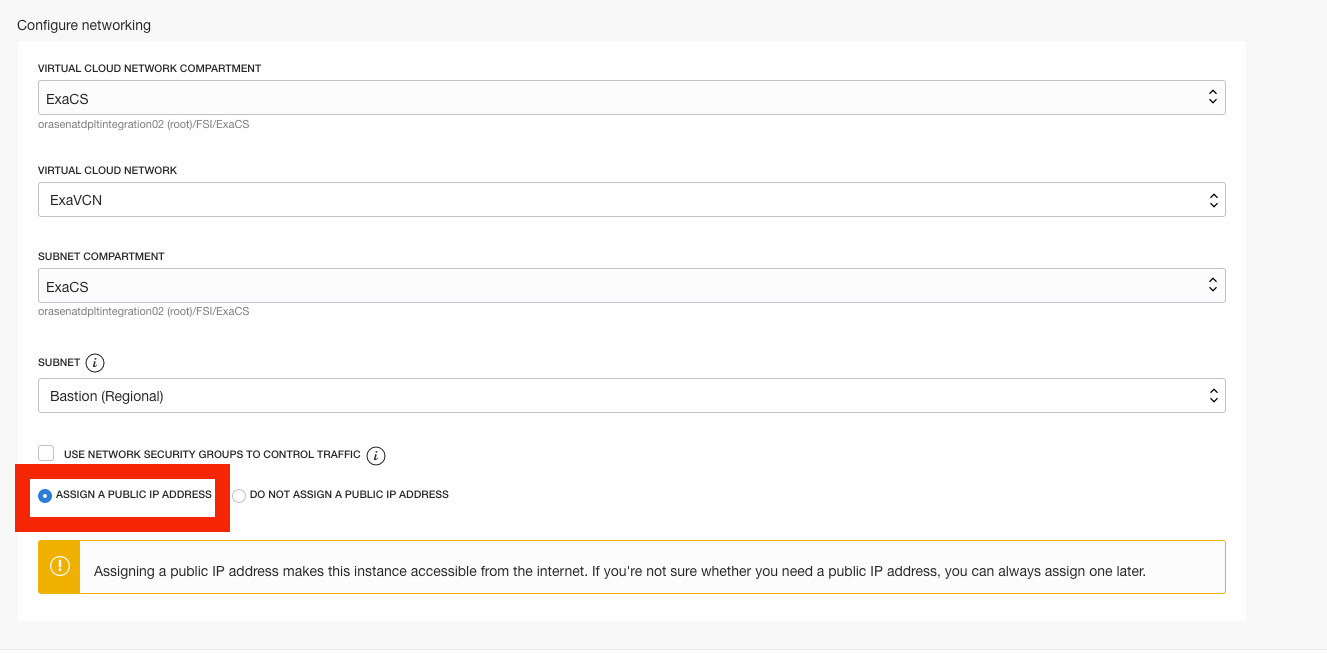 Configure networking
VIRTUAL CLOUD NETWORK COMPARTMENT
ExaCS
orasenatdpltintegration02 (root)/FSI/ExaCS
VIRTUAL CLOUD NETWORK
ExaVCN
SUBNET COMPARTMENT
ExaCS
orasenatdpltintegration02 (root)/FSI/ExaCS
SUBNET i
Bastion (Regional)
USE NETWORK SECURITY GROUPS TO CONTROL TRAFFIC i
ASSIGN A PUBLIC IP ADDRESS DO NOT ASSIGN A PUBLIC IP ADDRESS
! Assigning a public IP address makes this instance accessible from the internet. If you're not sure whether you need a public IP address, you can always assign one later.